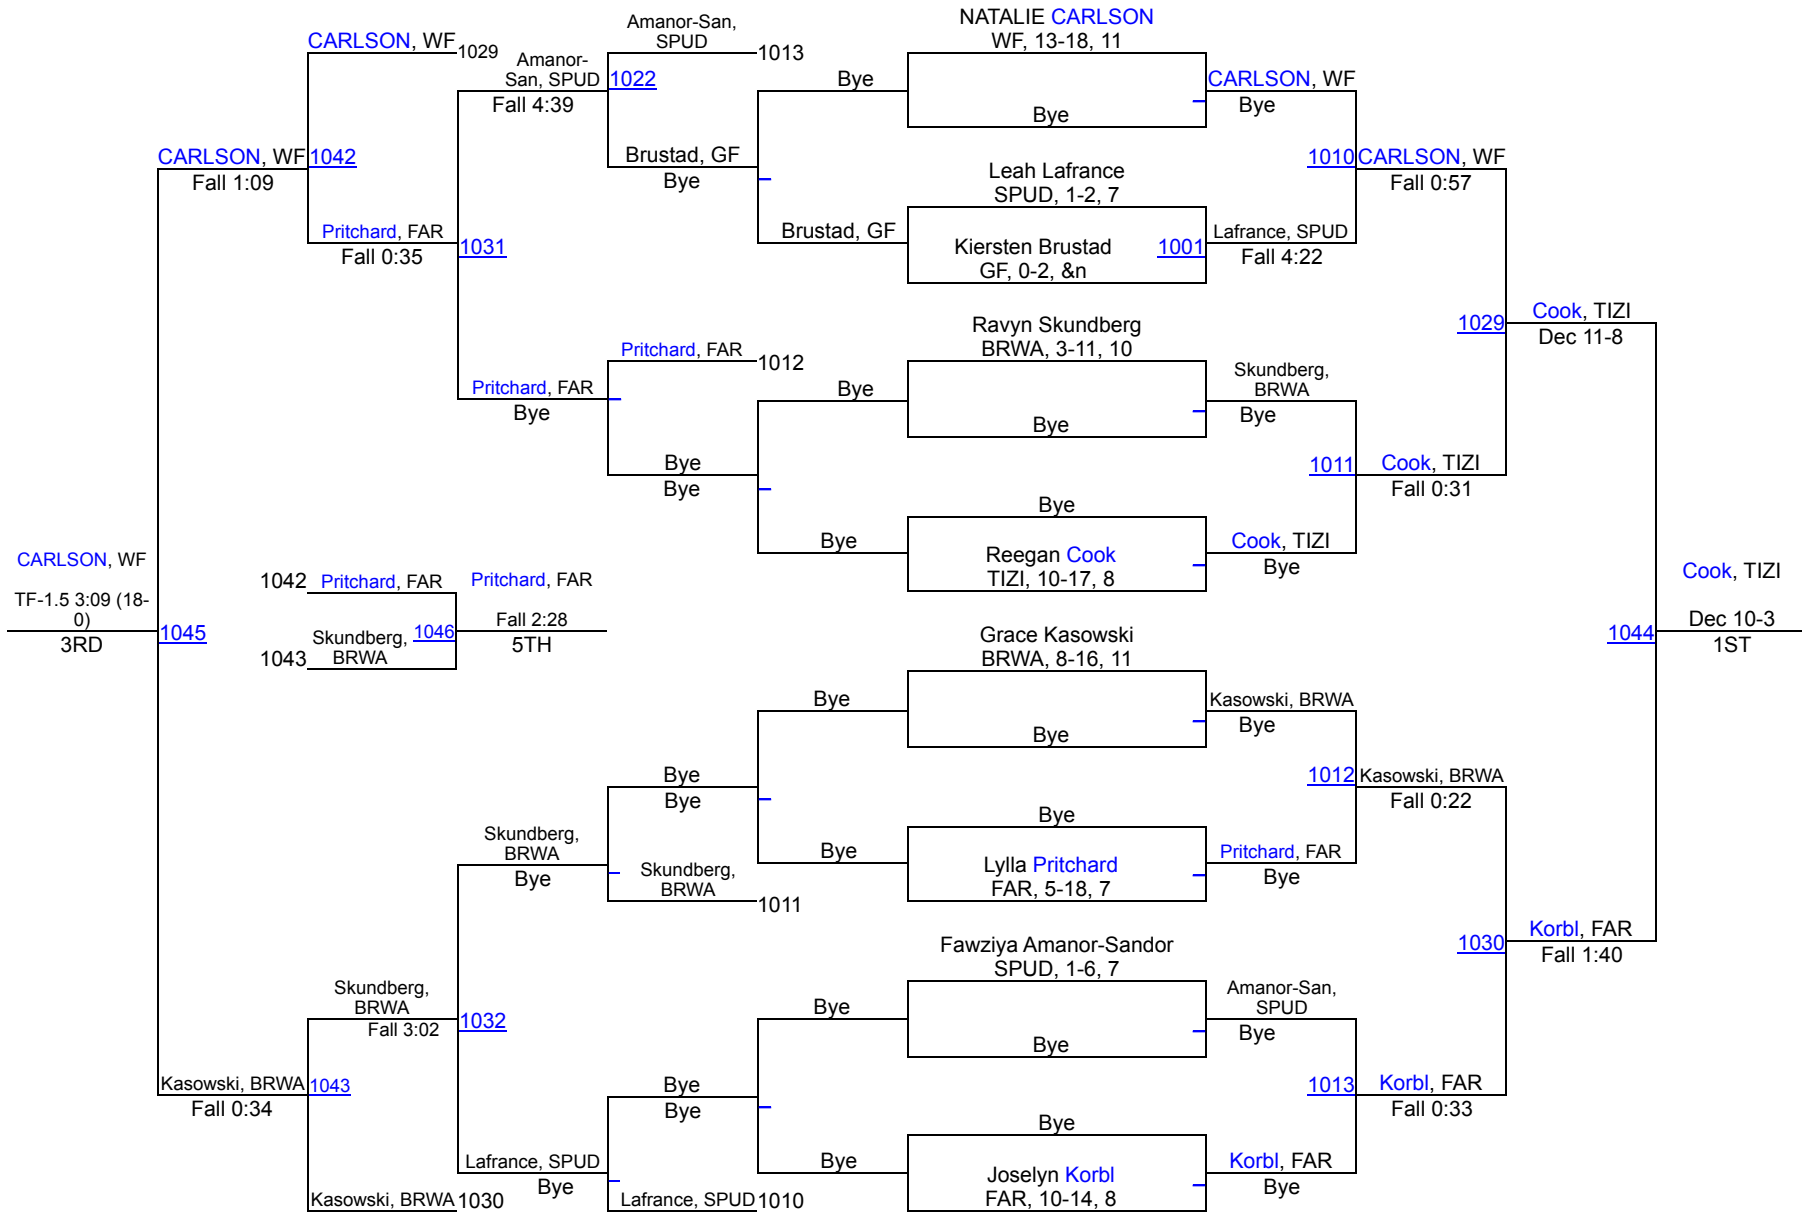 NATALIE CARLSON
WF, 13-18, 11
Bye
Leah Lafrance
SPUD, 1-2, 7
Kiersten Brustad
GF, 0-2, &n
1001
Ravyn Skundberg
BRWA, 3-11, 10
Bye
Bye
Reegan Cook
TIZI, 10-17, 8
Grace Kasowski
BRWA, 8-16, 11
Bye
Bye
Lylla Pritchard
FAR, 5-18, 7
Fawziya Amanor-Sandor
SPUD, 1-6, 7
Bye
Bye
Joselyn Korbl
FAR, 10-14, 8
CARLSON, WF
Bye
1010
Lafrance, SPUD
Fall 4:22
Skundberg,
BRWA
Bye
1011
Cook, TIZI
Bye
Kasowski, BRWA
Bye
1012
Pritchard, FAR
Bye
Amanor-San,
SPUD
Bye
1013
Korbl, FAR
Bye
CARLSON, WF
Fall 0:57
1029
Cook, TIZI
Fall 0:31
Kasowski, BRWA
Fall 0:22
1030
Korbl, FAR
Fall 0:33
Cook, TIZI
Dec 11-8
1044
Korbl, FAR
Fall 1:40
Cook, TIZI
Dec 10-3
1ST
Bye
Brustad, GF
Bye
Bye
Bye
Bye
Bye
Bye
Amanor-San,
SPUD
1013
1022
Brustad, GF
Bye
Pritchard, FAR
1012
Bye
Bye
Bye
Bye
Skundberg,
BRWA
1011
Bye
Bye
Lafrance, SPUD
1010
Amanor-
San, SPUD
Fall 4:39
1031
Pritchard, FAR
Bye
Skundberg,
BRWA
Bye
1032
Lafrance, SPUD
Bye
CARLSON, WF
1029
1042
Pritchard, FAR
Fall 0:35
Skundberg,
BRWA
Fall 3:02
1043
Kasowski, BRWA
1030
CARLSON, WF
Fall 1:09
1045
Kasowski, BRWA
Fall 0:34
CARLSON, WF
TF-1.5 3:09 (18-
0)
3RD
1042
Pritchard, FAR
1046
1043
Skundberg,
BRWA
Pritchard, FAR
Fall 2:28
5TH